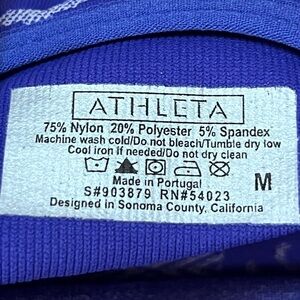 ATHLETA
75% Nylon 20% Polyester 5% Spandex
Machine wash cold/Do not bleach/Tumble dry low
Cool iron If needed/Do not dry clean
Made in Portugal
S#903879 RN#54023
M
Designed in Sonoma County, California